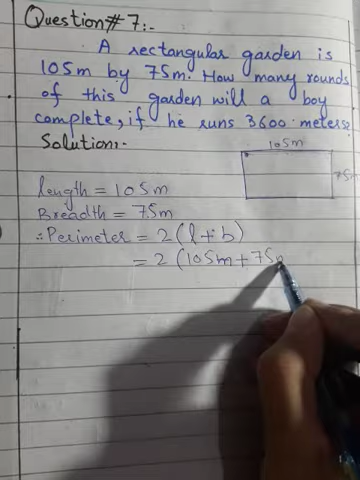 Question# 7:-
A rectangular garden is
105m by 75m. How many rounds
of this garden will a boy
complete, if he runs 3600 meters?
Solution:-
105m
75m
length = 105m
Breadth = 75m
∴ Perimeter = 2(l+b)
= 2(105m+75m